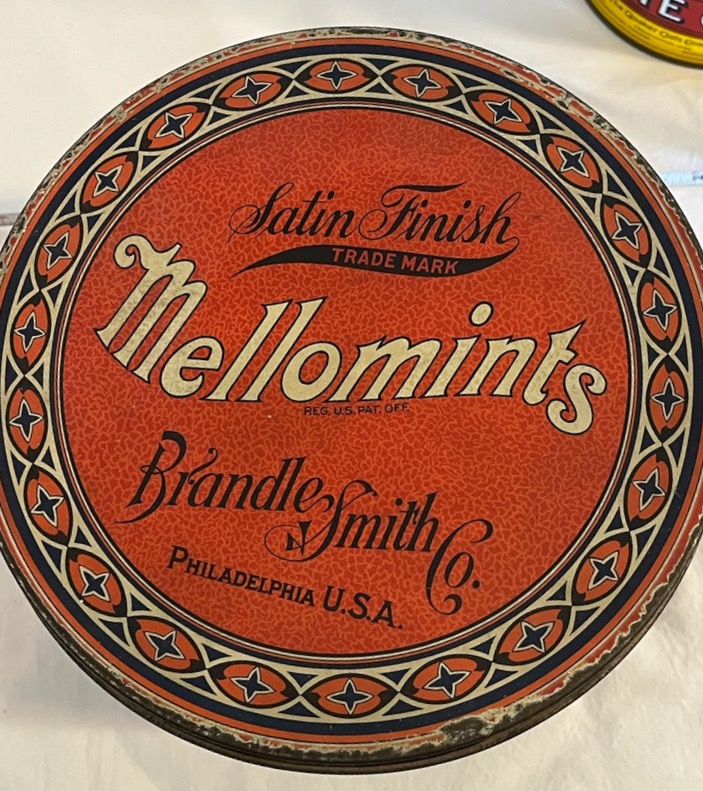 Satin Finish
TRADE MARK
Mellomints
REG. U.S. PAT. OFF.
Brandle Smith Co.
PHILADELPHIA U.S.A.